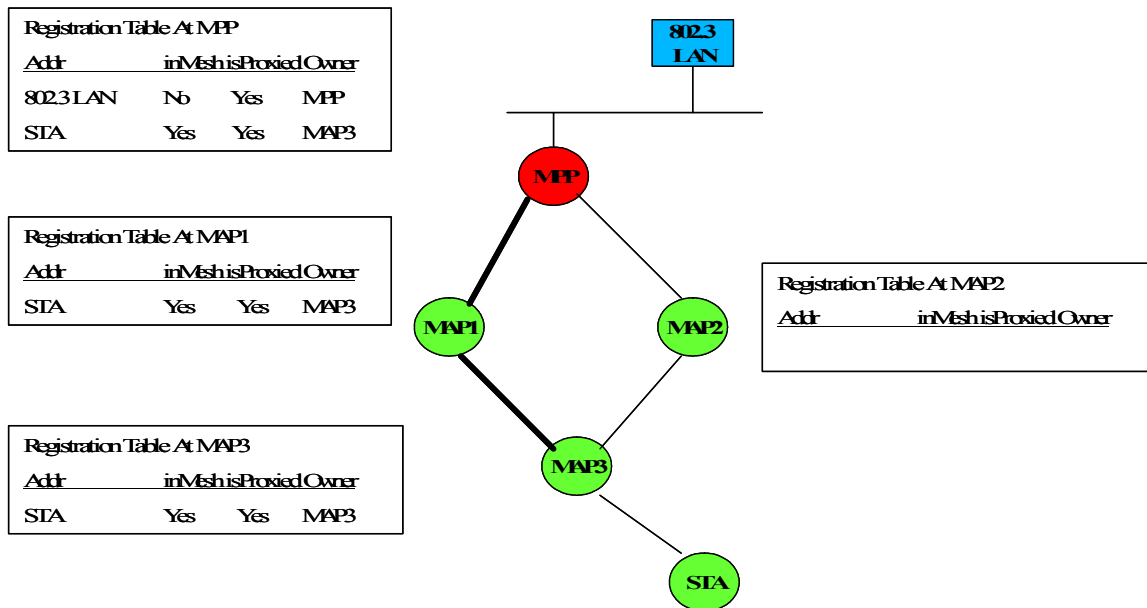 Registration Table At MPP
Addr inMesh isProxied Owner
802.3 LAN No Yes MPP
STA Yes Yes MAP3
802.3
LAN
MPP
Registration Table At MAP1
Addr inMesh isProxied Owner
STA Yes Yes MAP3
MAP1
MAP2
Registration Table At MAP2
Addr inMesh isProxied Owner
Registration Table At MAP3
Addr inMesh isProxied Owner
STA Yes Yes MAP3
MAP3
STA